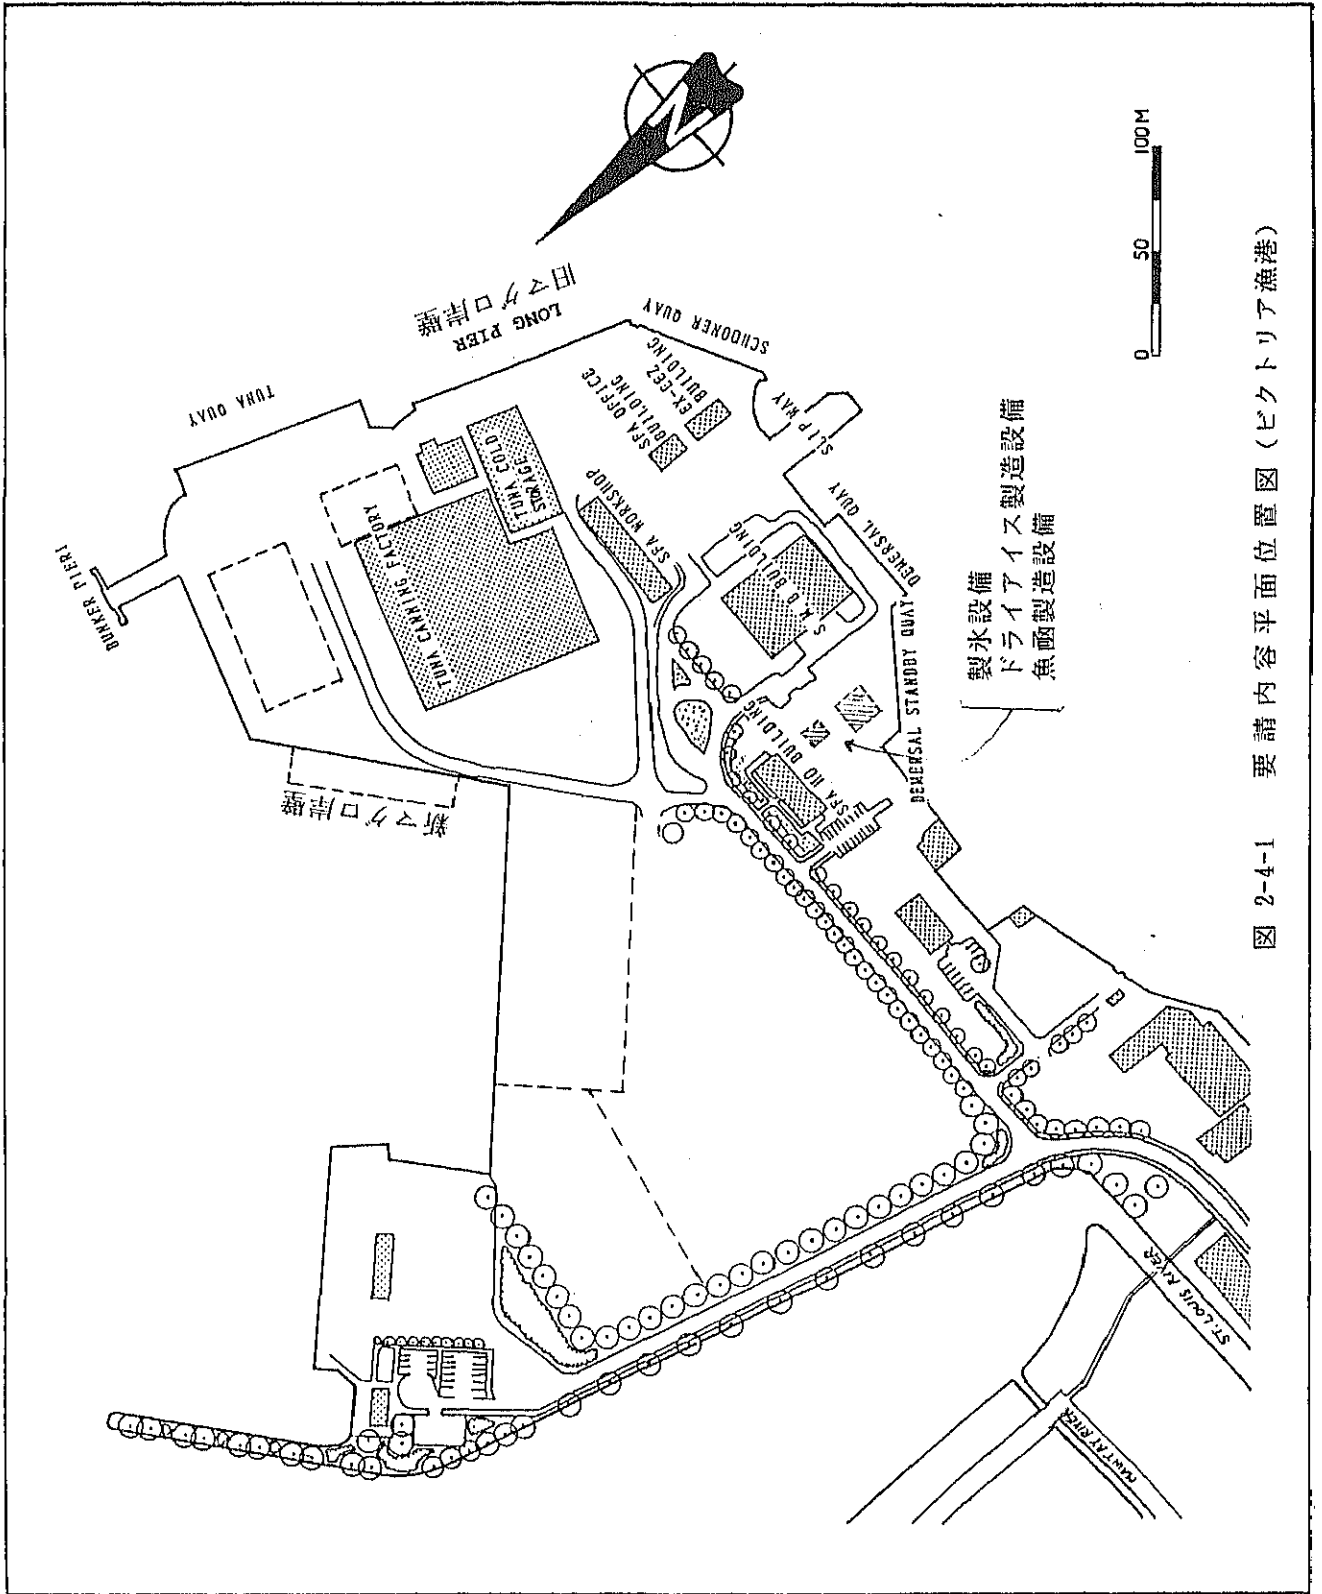 BUNKER PIER1
TUNA QUAY
LONG PIER
旧マグロ岸壁
新マグロ岸壁
TUNA CANNING FACTORY
TUNA COLD
STORAGE
SFA WORKSHOP
SFA OFFICE
BUILDING
EX-EEZ
BUILDING
SCHOONER QUAY
SLIP WAY
DEMERSAL QUAY
S M B BUILDING
DEMERSAL STANDBY QUAY
SFA HQ BUILDING
製氷設備
ドライアイス製造設備
魚函製造設備
N
0 50 100M
ST. LOUIS RIVER
図 2-4-1 要請内容平面位置図(ビクトリア漁港)